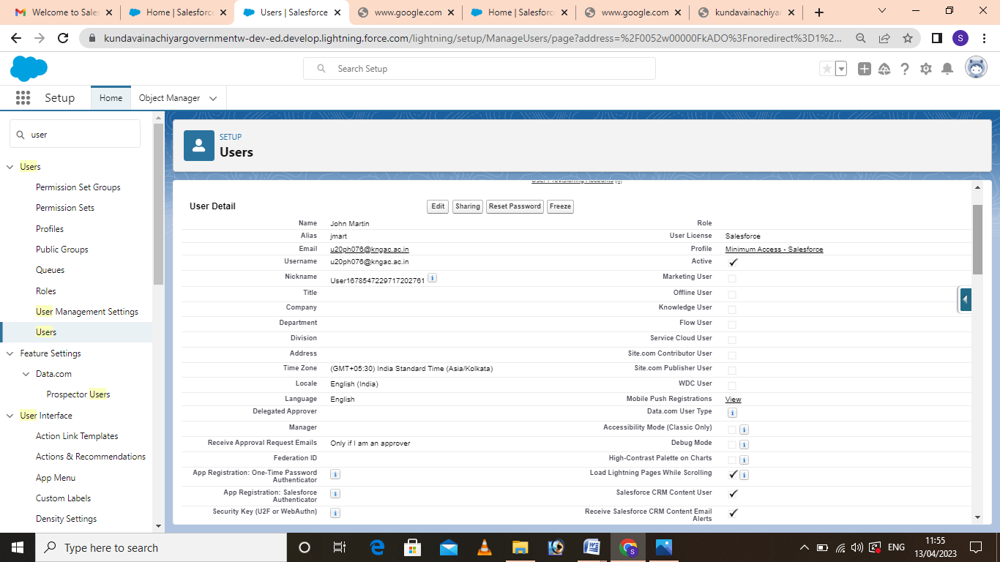 Welcome to Sales
Home | Salesforce
Users | Salesforce
www.google.com
Home | Salesforc
www.google.com
kundavainachiyar
kundavainachiyargovernmentw-dev-ed.develop.lightning.force.com/lightning/setup/ManageUsers/page?address=%2F0052w00000FkADO%3Fnoredirect%3D1%2...
S
Search Setup
Setup
Home
Object Manager
user
Users
Permission Set Groups
Permission Sets
Profiles
Public Groups
Queues
Roles
User Management Settings
Users
Feature Settings
Data.com
Prospector Users
User Interface
Action Link Templates
Actions & Recommendations
App Menu
Custom Labels
Density Settings
SETUP
Users
User Provisioning Accounts [0]
User Detail
Edit Sharing Reset Password Freeze
Name John Martin Role
Alias jmart User License Salesforce
Email u20ph076@kngac.ac.in Profile Minimum Access - Salesforce
Username u20ph076@kngac.ac.in Active
Nickname User1678547229717202761 i Marketing User
Title Offline User
Company Knowledge User
Department Flow User
Division Service Cloud User
Address Site.com Contributor User
Time Zone (GMT+05:30) India Standard Time (Asia/Kolkata) Site.com Publisher User
Locale English (India) WDC User
Language English Mobile Push Registrations View
Delegated Approver Data.com User Type i
Manager Accessibility Mode (Classic Only) i
Receive Approval Request Emails Only if I am an approver Debug Mode i
Federation ID High-Contrast Palette on Charts i
App Registration: One-Time Password Authenticator i Load Lightning Pages While Scrolling i
App Registration: Salesforce Authenticator i Salesforce CRM Content User
Security Key (U2F or WebAuthn) i Receive Salesforce CRM Content Email Alerts
Type here to search
ENG
11:55
13/04/2023